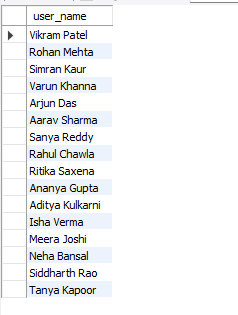 user_name
Vikram Patel
Rohan Mehta
Simran Kaur
Varun Khanna
Arjun Das
Aarav Sharma
Sanya Reddy
Rahul Chawla
Ritika Saxena
Ananya Gupta
Aditya Kulkarni
Isha Verma
Meera Joshi
Neha Bansal
Siddharth Rao
Tanya Kapoor